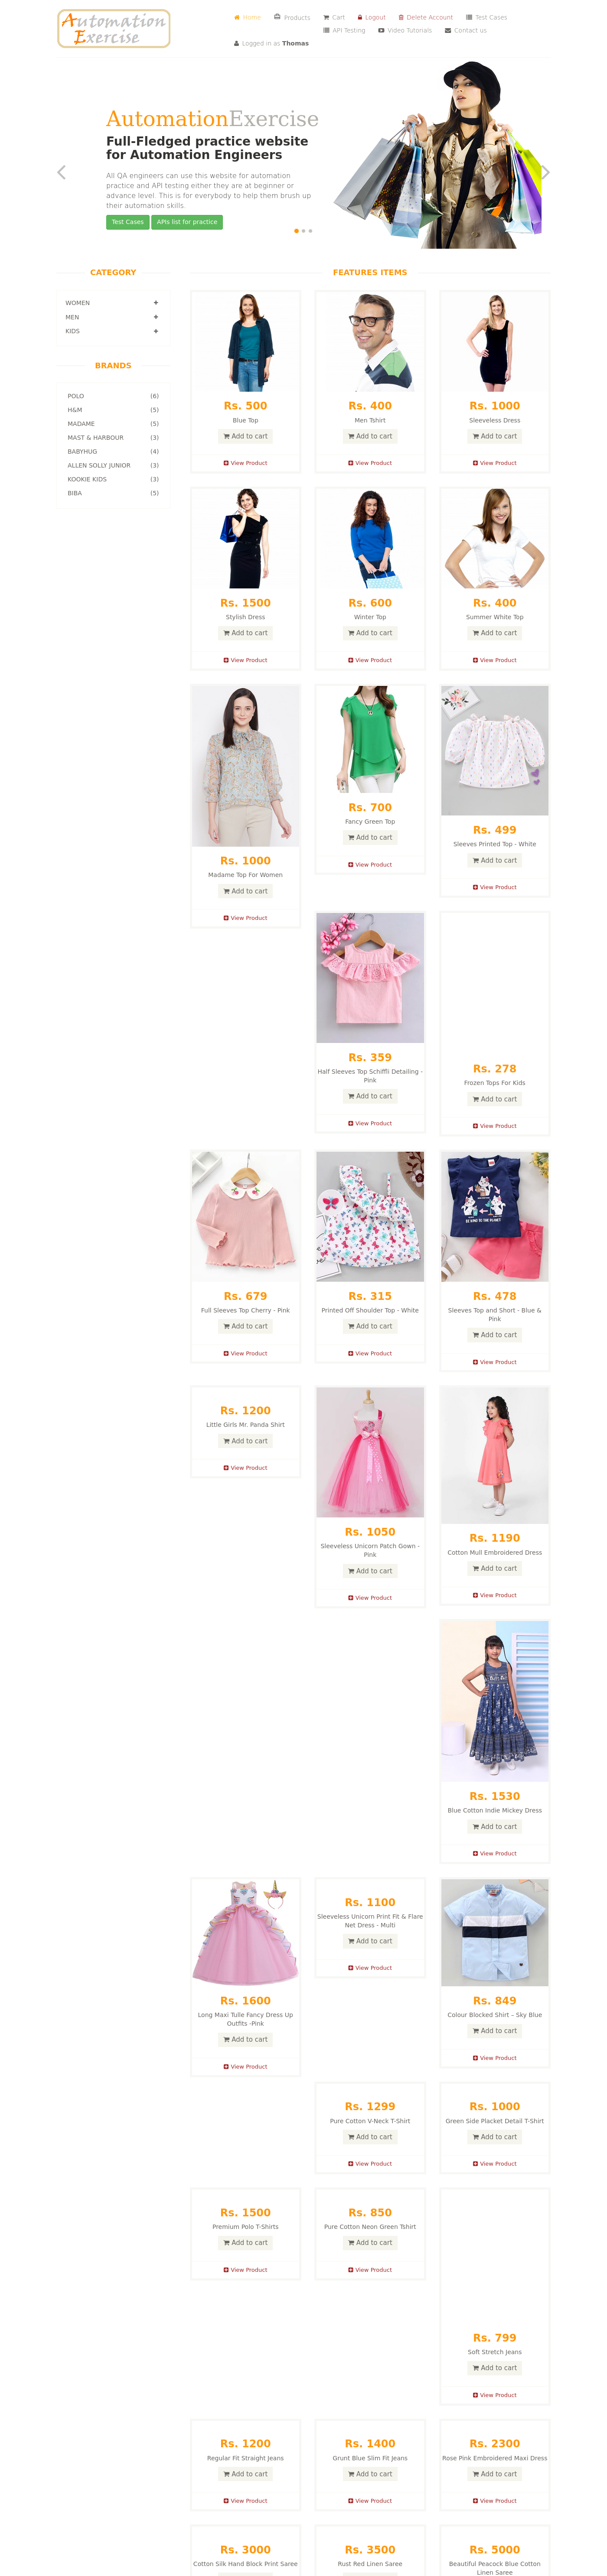 Automation
Exercise
Home
Products
Cart
Logout
Delete Account
Test Cases
API Testing
Video Tutorials
Contact us
Logged in as Thomas
AutomationExercise
Full-Fledged practice website
for Automation Engineers
All QA engineers can use this website for automation
practice and API testing either they are at beginner or
advance level. This is for everybody to help them brush up
their automation skills.
Test Cases
APIs list for practice
CATEGORY
WOMEN
MEN
KIDS
BRANDS
POLO (6)
H&M (5)
MADAME (5)
MAST & HARBOUR (3)
BABYHUG (4)
ALLEN SOLLY JUNIOR (3)
KOOKIE KIDS (3)
BIBA (5)
FEATURES ITEMS
Rs. 500
Blue Top
Add to cart
View Product
Rs. 400
Men Tshirt
Add to cart
View Product
Rs. 1000
Sleeveless Dress
Add to cart
View Product
Rs. 1500
Stylish Dress
Add to cart
View Product
Rs. 600
Winter Top
Add to cart
View Product
Rs. 400
Summer White Top
Add to cart
View Product
Rs. 1000
Madame Top For Women
Add to cart
View Product
Rs. 700
Fancy Green Top
Add to cart
View Product
Rs. 499
Sleeves Printed Top - White
Add to cart
View Product
Rs. 359
Half Sleeves Top Schiffli Detailing -
Pink
Add to cart
View Product
Rs. 278
Frozen Tops For Kids
Add to cart
View Product
Rs. 679
Full Sleeves Top Cherry - Pink
Add to cart
View Product
Rs. 315
Printed Off Shoulder Top - White
Add to cart
View Product
BE KIND TO THE PLANET
Rs. 478
Sleeves Top and Short - Blue &
Pink
Add to cart
View Product
Rs. 1200
Little Girls Mr. Panda Shirt
Add to cart
View Product
Rs. 1050
Sleeveless Unicorn Patch Gown -
Pink
Add to cart
View Product
Rs. 1190
Cotton Mull Embroidered Dress
Add to cart
View Product
Rs. 1530
Blue Cotton Indie Mickey Dress
Add to cart
View Product
Rs. 1600
Long Maxi Tulle Fancy Dress Up
Outfits -Pink
Add to cart
View Product
Rs. 1100
Sleeveless Unicorn Print Fit & Flare
Net Dress - Multi
Add to cart
View Product
Rs. 849
Colour Blocked Shirt – Sky Blue
Add to cart
View Product
Rs. 1299
Pure Cotton V-Neck T-Shirt
Add to cart
View Product
Rs. 1000
Green Side Placket Detail T-Shirt
Add to cart
View Product
Rs. 1500
Premium Polo T-Shirts
Add to cart
View Product
Rs. 850
Pure Cotton Neon Green Tshirt
Add to cart
View Product
Rs. 799
Soft Stretch Jeans
Add to cart
View Product
Rs. 1200
Regular Fit Straight Jeans
Add to cart
View Product
Rs. 1400
Grunt Blue Slim Fit Jeans
Add to cart
View Product
Rs. 2300
Rose Pink Embroidered Maxi Dress
Add to cart
View Product
Rs. 3000
Cotton Silk Hand Block Print Saree
Rs. 3500
Rust Red Linen Saree
Rs. 5000
Beautiful Peacock Blue Cotton
Linen Saree